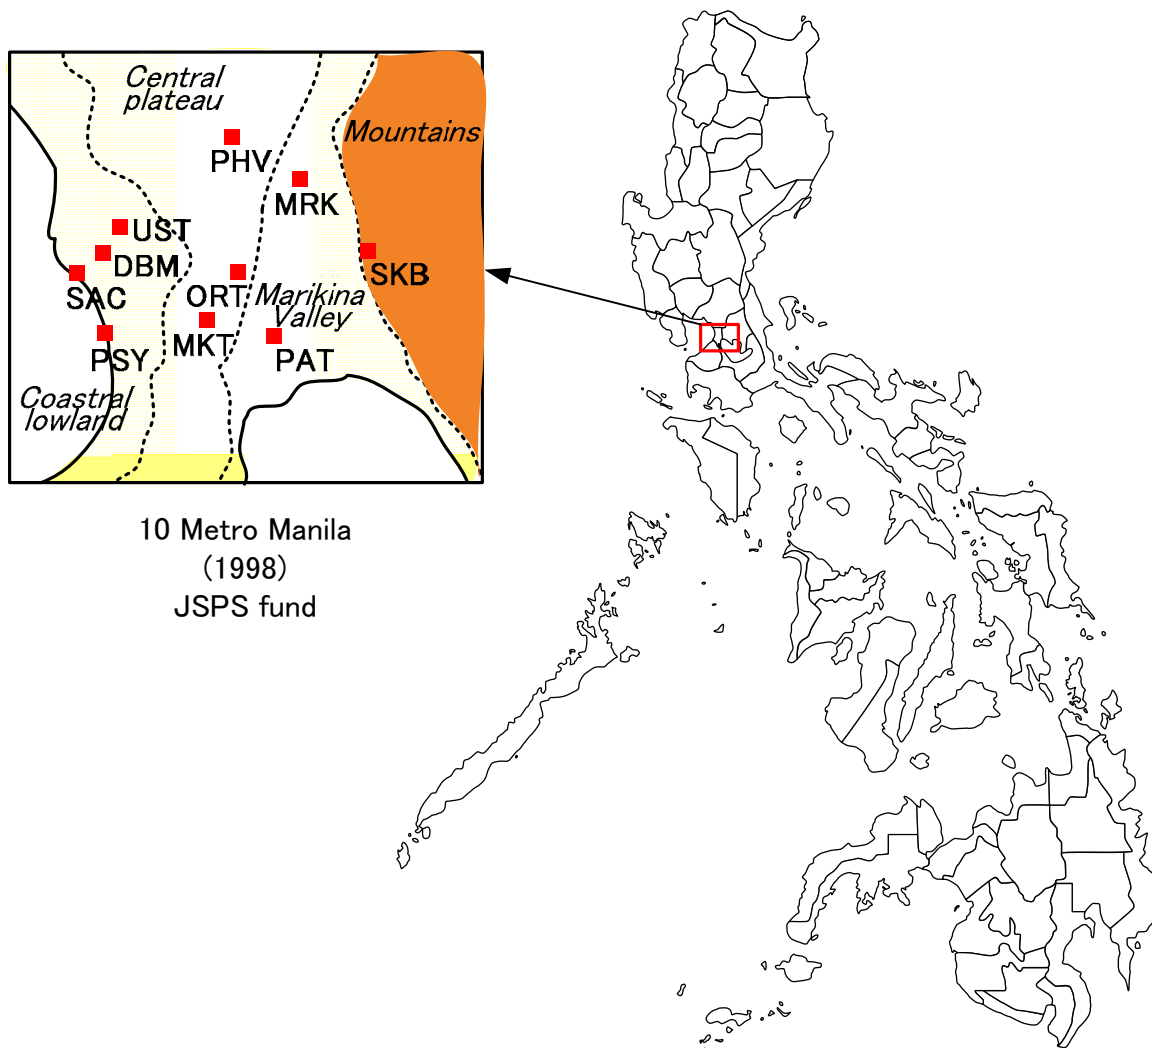 Central
plateau
Mountains
PHV
MRK
UST
DBM
SKB
SAC
ORT
Marikina
Valley
MKT
PSY
PAT
Coastral
lowland
10 Metro Manila
(1998)
JSPS fund